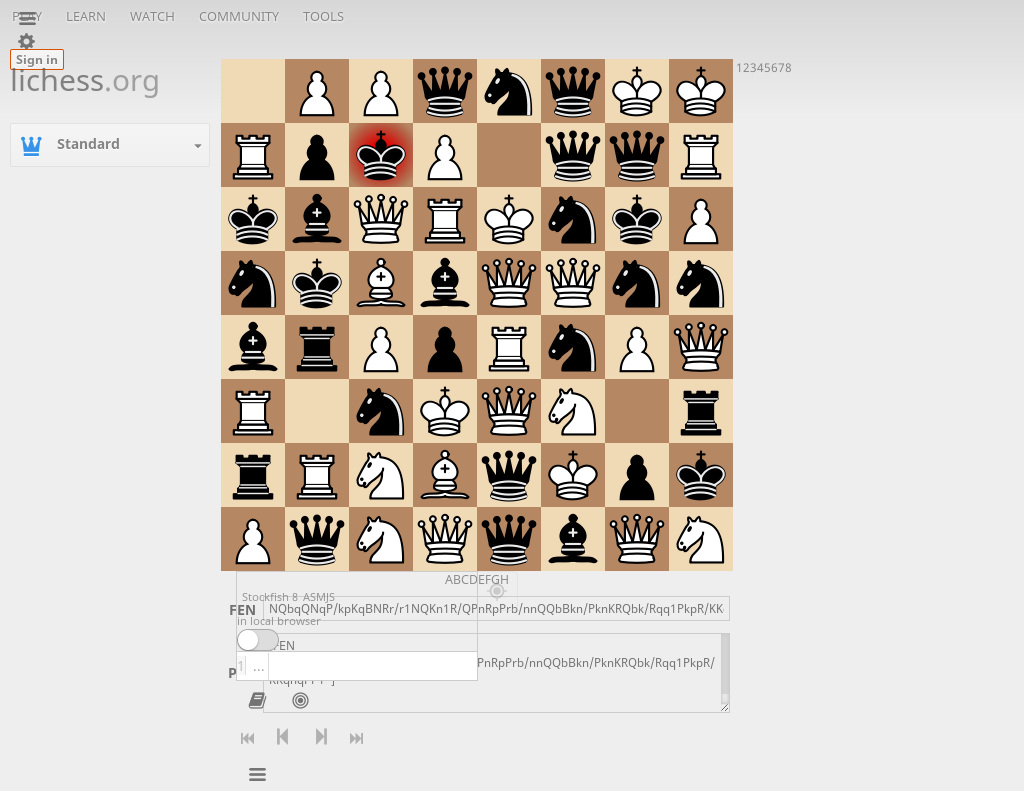 PLAY LEARN WATCH COMMUNITY TOOLS
Sign in
lichess.org
12345678
Standard
ABCDEFGH
Stockfish 8 ASMJS
FEN NQbqQNqP/kpKqBNRr/r1NQKn1R/QPnRpPrb/nnQQbBkn/PknKRQbk/Rqq1PkpR/KK
in local browser
FEN
PnRpPrb/nnQQbBkn/PknKRQbk/Rqq1PkpR/
P
1 ...